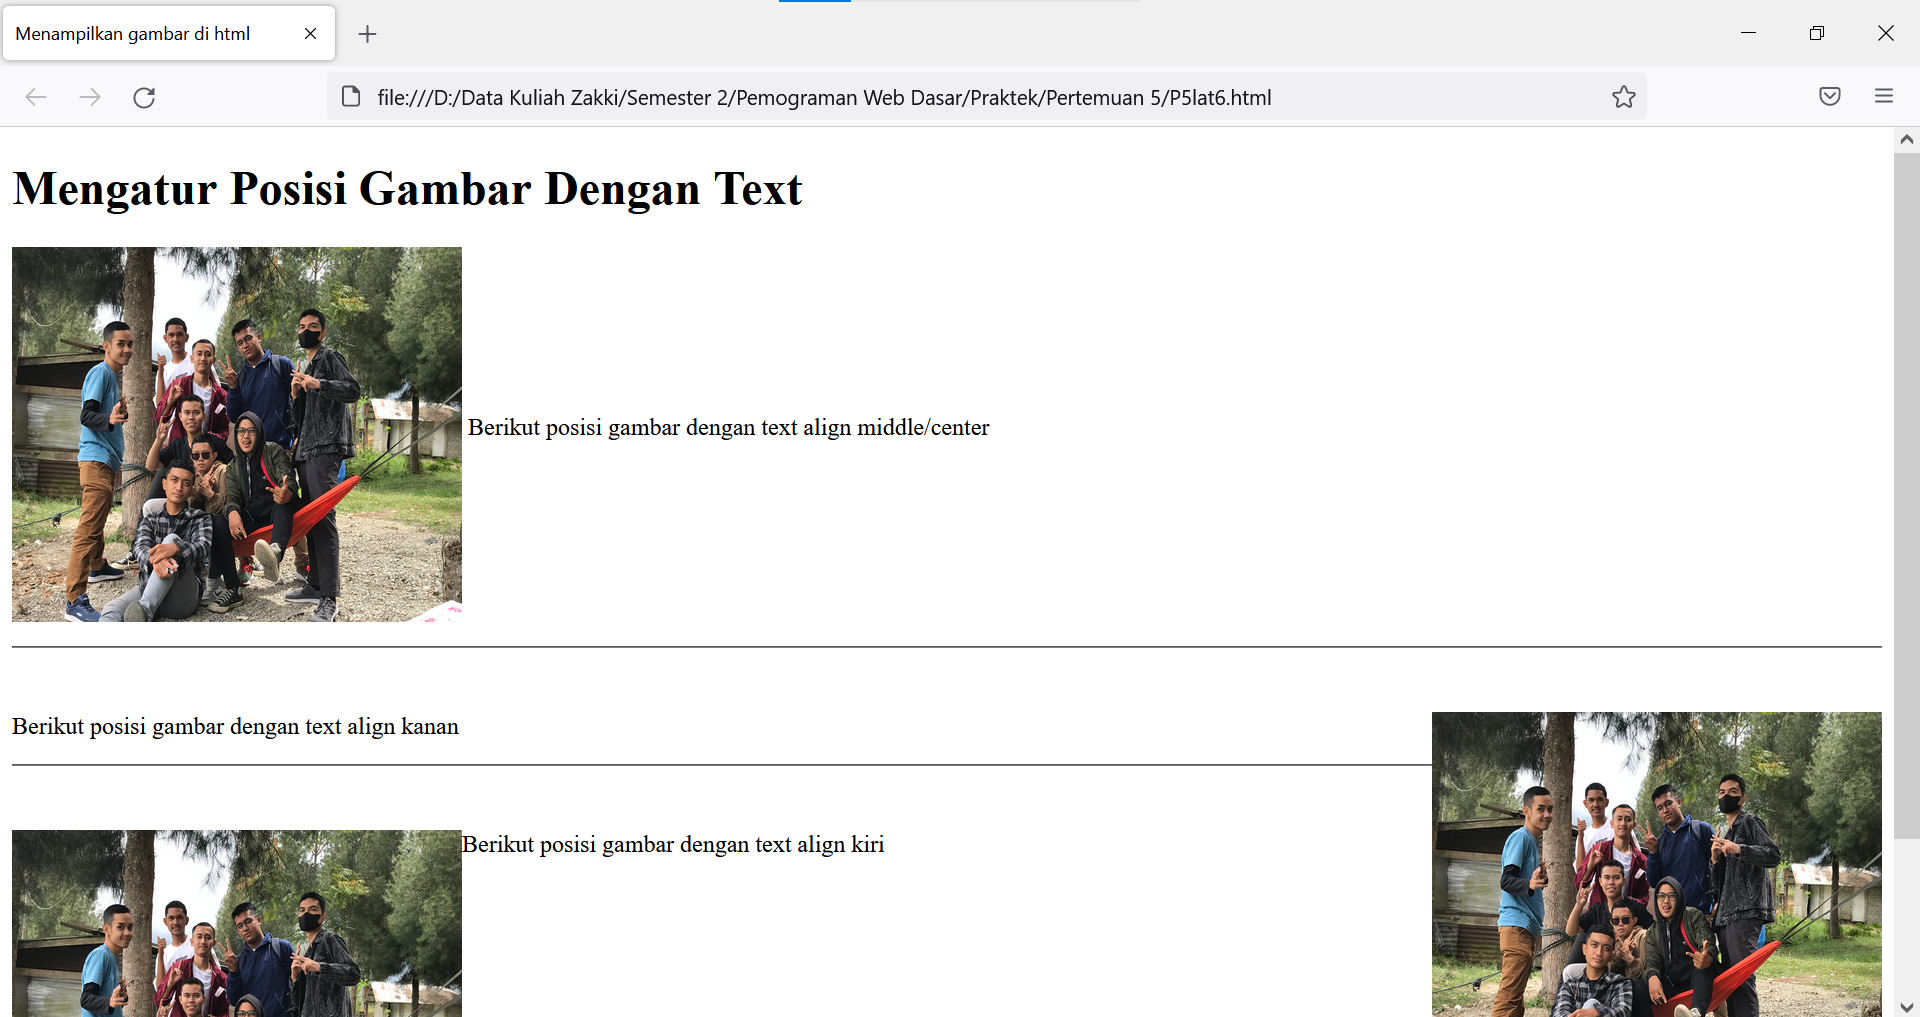 Menampilkan gambar di html
file:///D:/Data Kuliah Zakki/Semester 2/Pemograman Web Dasar/Praktek/Pertemuan 5/P5lat6.html
Mengatur Posisi Gambar Dengan Text
Berikut posisi gambar dengan text align middle/center
Berikut posisi gambar dengan text align kanan
Berikut posisi gambar dengan text align kiri